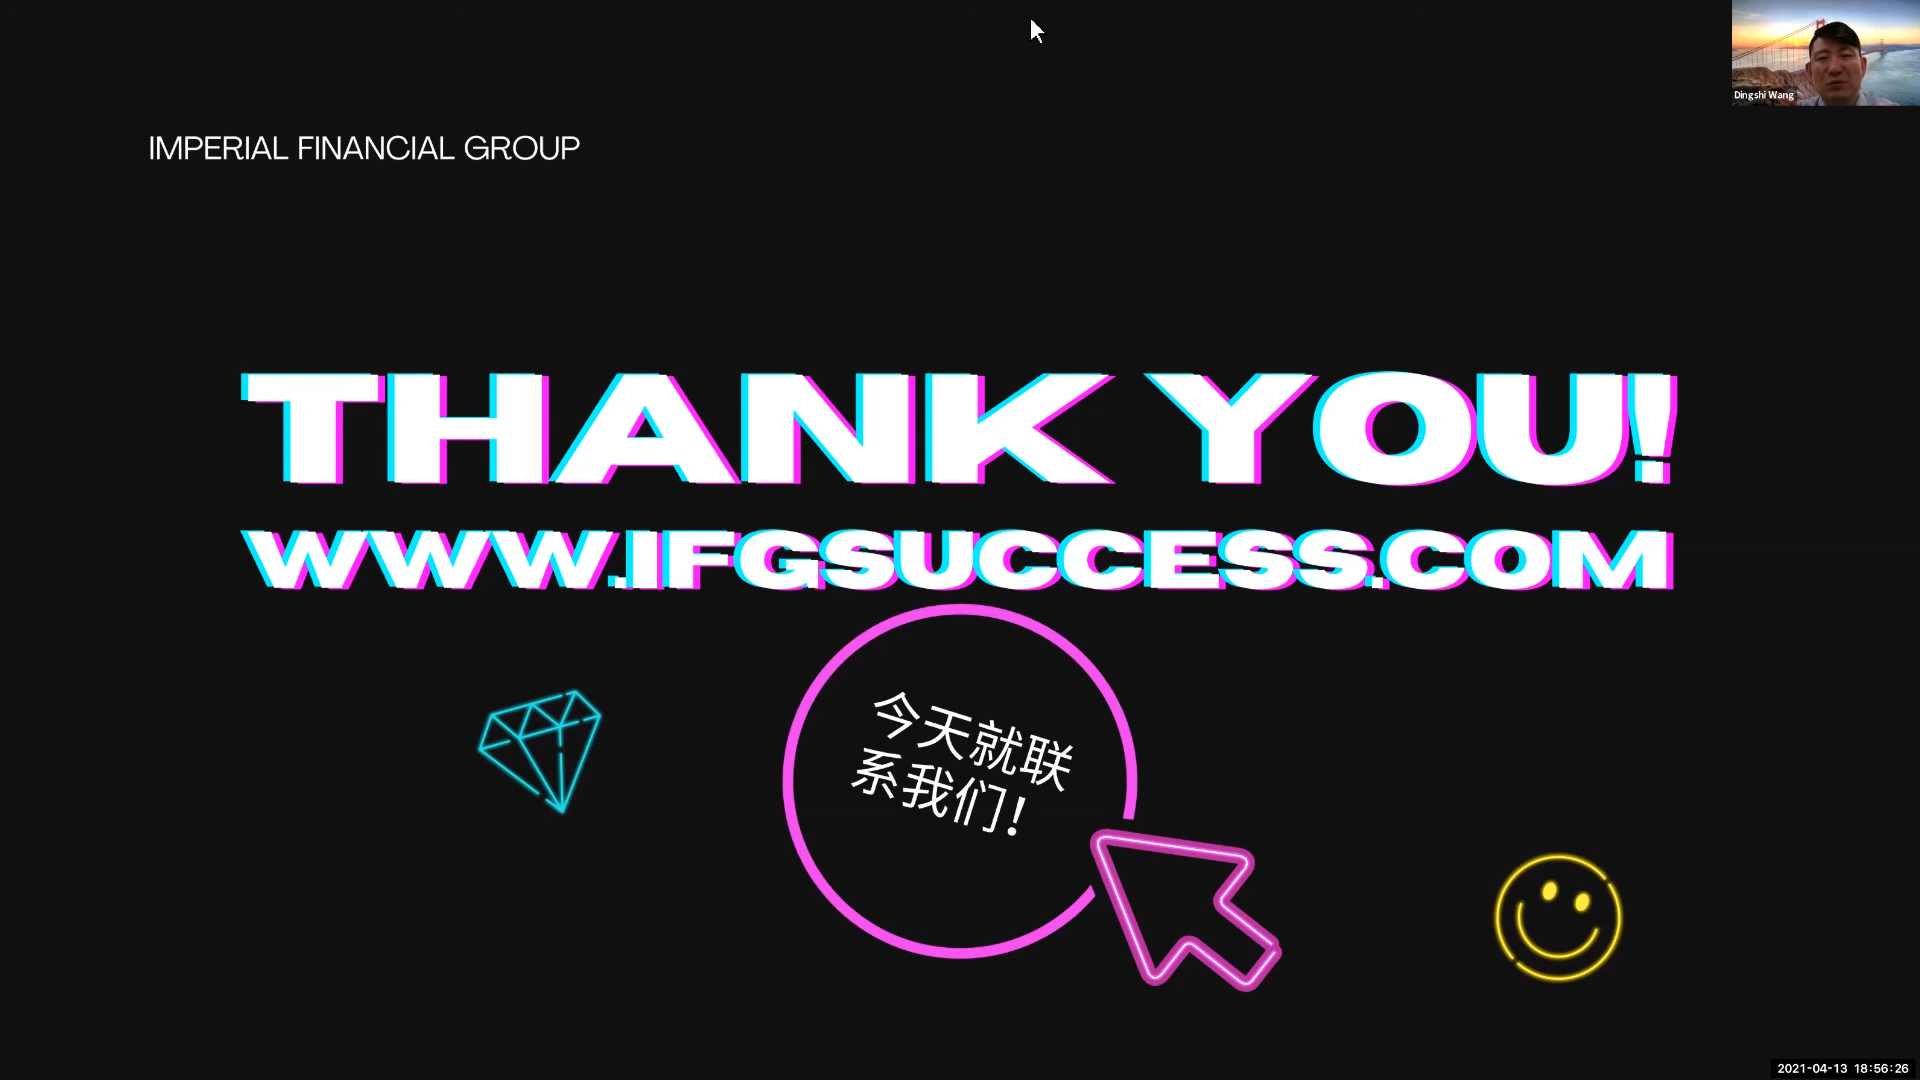 Dingshi Wang
IMPERIAL FINANCIAL GROUP
THANK YOU!
WWW.IFGSUCCESS.COM
今天就联
系我们!
2021-04-13 18:56:26